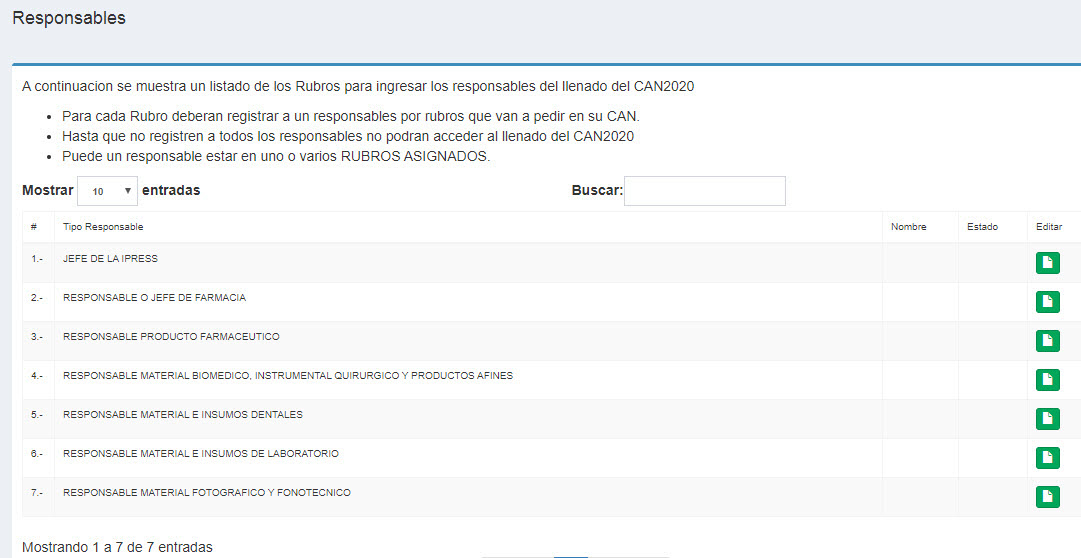 Responsables
A continuacion se muestra un listado de los Rubros para ingresar los responsables del llenado del CAN2020
Para cada Rubro deberan registrar a un responsables por rubros que van a pedir en su CAN.
Hasta que no registren a todos los responsables no podran acceder al llenado del CAN2020
Puede un responsable estar en uno o varios RUBROS ASIGNADOS.
Mostrar 10 entradas Buscar:
# Tipo Responsable Nombre Estado Editar
1.- JEFE DE LA IPRESS
2.- RESPONSABLE O JEFE DE FARMACIA
3.- RESPONSABLE PRODUCTO FARMACEUTICO
4.- RESPONSABLE MATERIAL BIOMEDICO, INSTRUMENTAL QUIRURGICO Y PRODUCTOS AFINES
5.- RESPONSABLE MATERIAL E INSUMOS DENTALES
6.- RESPONSABLE MATERIAL E INSUMOS DE LABORATORIO
7.- RESPONSABLE MATERIAL FOTOGRAFICO Y FONOTECNICO
Mostrando 1 a 7 de 7 entradas